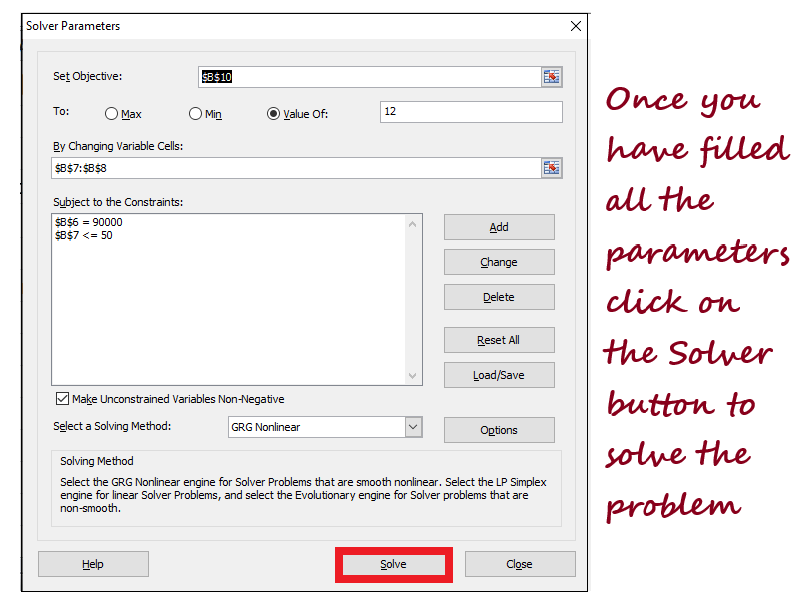 Solver Parameters
Set Objective:
$B$10
To:
Max
Min
Value Of:
12
By Changing Variable Cells:
$B$7:$B$8
Subject to the Constraints:
$B$6 = 90000
$B$7 <= 50
Add
Change
Delete
Reset All
Load/Save
Make Unconstrained Variables Non-Negative
Select a Solving Method:
GRG Nonlinear
Options
Solving Method
Select the GRG Nonlinear engine for Solver Problems that are smooth nonlinear. Select the LP Simplex
engine for linear Solver Problems, and select the Evolutionary engine for Solver problems that are
non-smooth.
Help
Solve
Close
Once you
have filled
all the
parameters
click on
the Solver
button to
solve the
problem